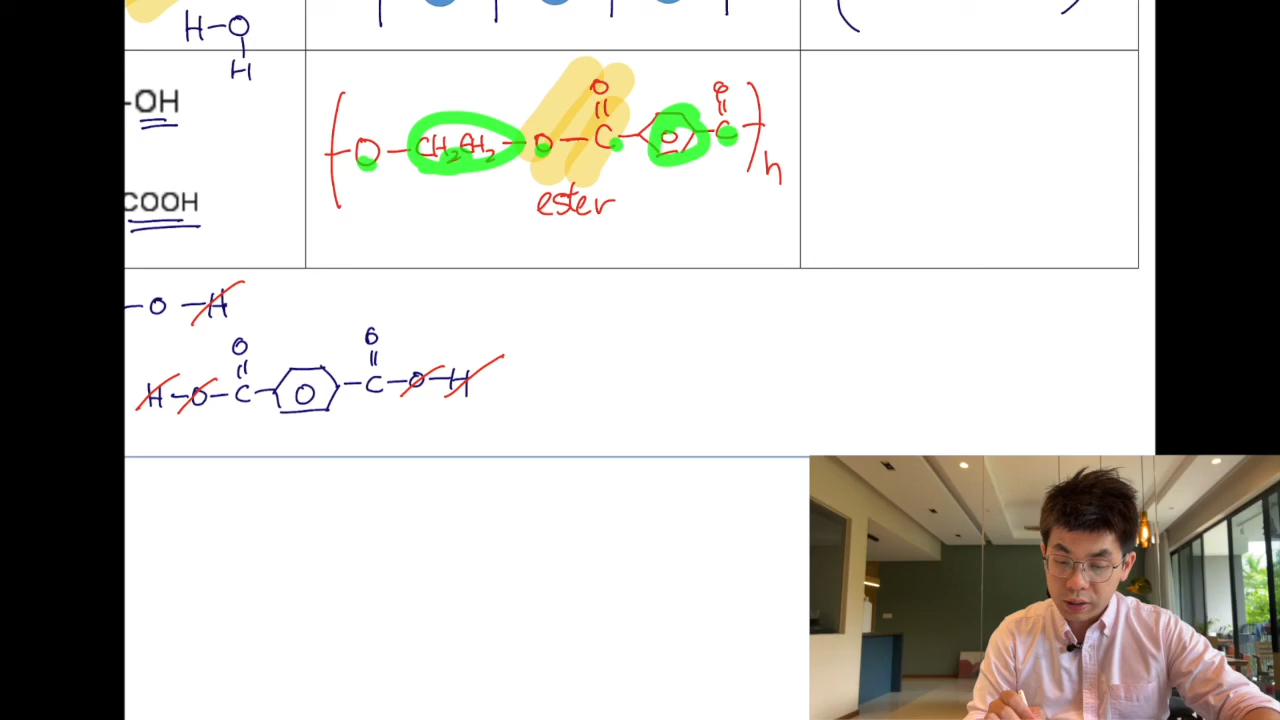 H-O
H
-OH
O O
-O-CH2CH2-O-C-⌬-C- n
COOH
ester
-O-H
O O
H-O-C-⌬-C-O-H